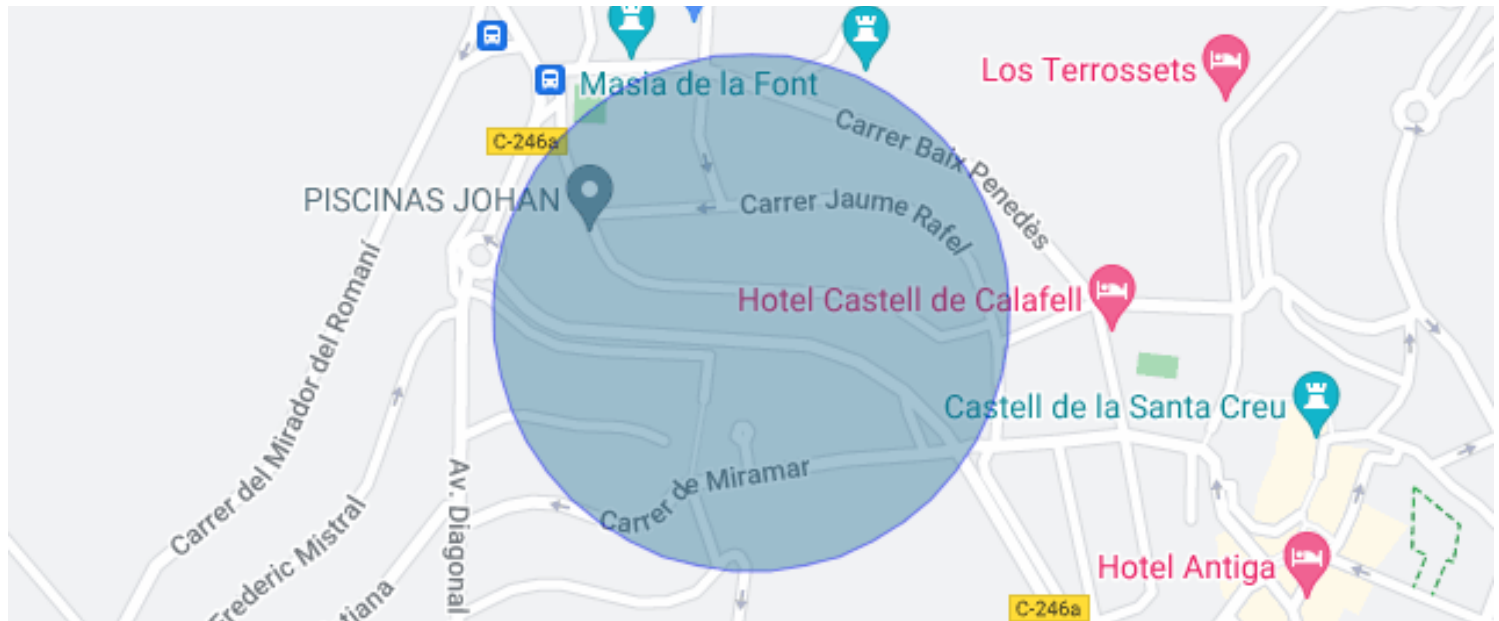 Los Terrossets
Masia de la Font
C-246a
Carrer Baix Penedès
PISCINAS JOHAN
Carrer Jaume Rafel
Carrer del Mirador del Romaní
Hotel Castell de Calafell
Castell de la Santa Creu
Carrer de Miramar
Av. Diagonal
Frederic Mistral
tiana
Hotel Antiga
C-246a